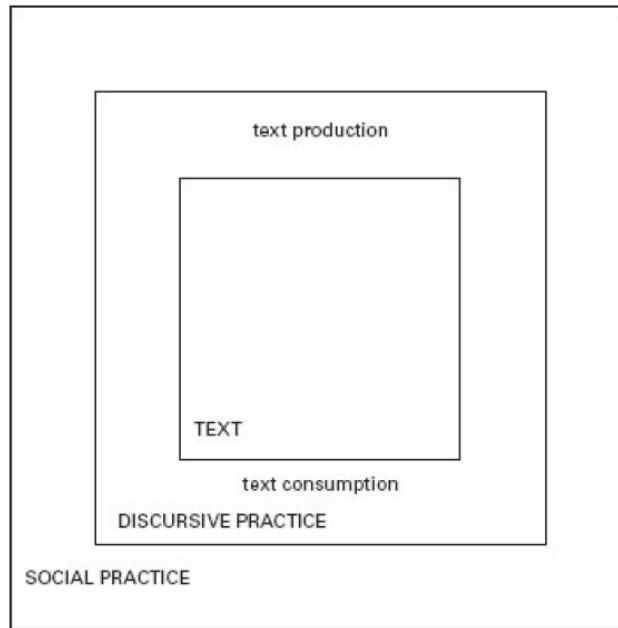 text production
TEXT
text consumption
DISCURSIVE PRACTICE
SOCIAL PRACTICE